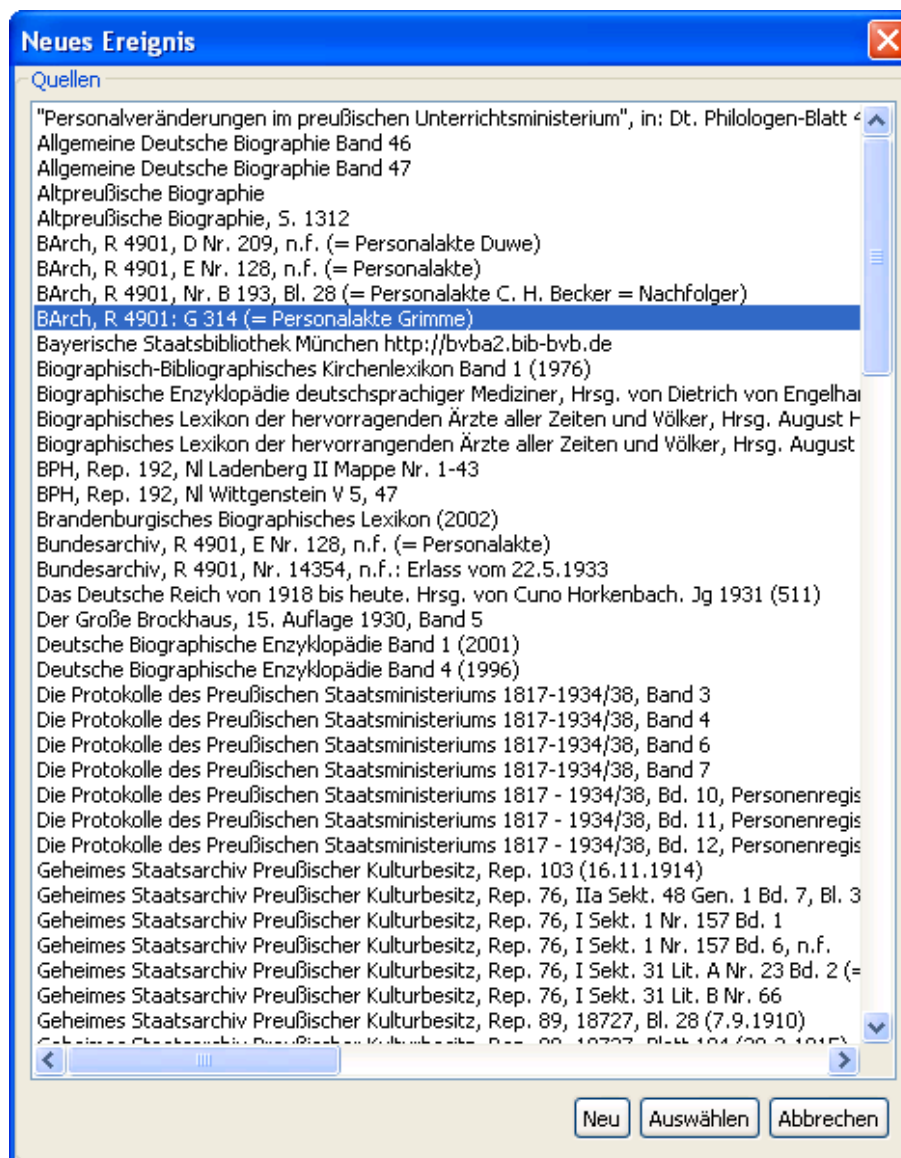 Neues Ereignis
Quellen
"Personalveränderungen im preußischen Unterrichtsministerium", in: Dt. Philologen-Blatt
Allgemeine Deutsche Biographie Band 46
Allgemeine Deutsche Biographie Band 47
Altpreußische Biographie
Altpreußische Biographie, S. 1312
BArch, R 4901, D Nr. 209, n.f. (= Personalakte Duwe)
BArch, R 4901, E Nr. 128, n.f. (= Personalakte)
BArch, R 4901, Nr. B 193, Bl. 28 (= Personalakte C. H. Becker = Nachfolger)
BArch, R 4901: G 314 (= Personalakte Grimme)
Bayerische Staatsbibliothek München http://bvba2.bib-bvb.de
Biographisch-Bibliographisches Kirchenlexikon Band 1 (1976)
Biographische Enzyklopädie deutschsprachiger Mediziner, Hrsg. von Dietrich von Engelhar
Biographisches Lexikon der hervorragenden Ärzte aller Zeiten und Völker, Hrsg. August H
Biographisches Lexikon der hervorrangenden Ärzte aller Zeiten und Völker, Hrsg. August
BPH, Rep. 192, Nl Ladenberg II Mappe Nr. 1-43
BPH, Rep. 192, Nl Wittgenstein V 5, 47
Brandenburgisches Biographisches Lexikon (2002)
Bundesarchiv, R 4901, E Nr. 128, n.f. (= Personalakte)
Bundesarchiv, R 4901, Nr. 14354, n.f.: Erlass vom 22.5.1933
Das Deutsche Reich von 1918 bis heute. Hrsg. von Cuno Horkenbach. Jg 1931 (511)
Der Große Brockhaus, 15. Auflage 1930, Band 5
Deutsche Biographische Enzyklopädie Band 1 (2001)
Deutsche Biographische Enzyklopädie Band 4 (1996)
Die Protokolle des Preußischen Staatsministeriums 1817-1934/38, Band 3
Die Protokolle des Preußischen Staatsministeriums 1817-1934/38, Band 4
Die Protokolle des Preußischen Staatsministeriums 1817-1934/38, Band 6
Die Protokolle des Preußischen Staatsministeriums 1817-1934/38, Band 7
Die Protokolle des Preußischen Staatsministeriums 1817 - 1934/38, Bd. 10, Personenregis
Die Protokolle des Preußischen Staatsministeriums 1817 - 1934/38, Bd. 11, Personenregis
Die Protokolle des Preußischen Staatsministeriums 1817 - 1934/38, Bd. 12, Personenregis
Geheimes Staatsarchiv Preußischer Kulturbesitz, Rep. 103 (16.11.1914)
Geheimes Staatsarchiv Preußischer Kulturbesitz, Rep. 76, IIa Sekt. 48 Gen. 1 Bd. 7, Bl. 3
Geheimes Staatsarchiv Preußischer Kulturbesitz, Rep. 76, I Sekt. 1 Nr. 157 Bd. 1
Geheimes Staatsarchiv Preußischer Kulturbesitz, Rep. 76, I Sekt. 1 Nr. 157 Bd. 6, n.f.
Geheimes Staatsarchiv Preußischer Kulturbesitz, Rep. 76, I Sekt. 31 Lit. A Nr. 23 Bd. 2 (=
Geheimes Staatsarchiv Preußischer Kulturbesitz, Rep. 76, I Sekt. 31 Lit. B Nr. 66
Geheimes Staatsarchiv Preußischer Kulturbesitz, Rep. 89, 18727, Bl. 28 (7.9.1910)
Neu Auswählen Abbrechen